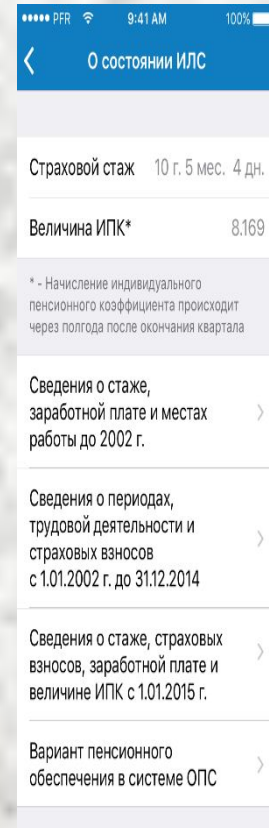 PFR 9:41 AM 100%
О состоянии ИЛС
Страховой стаж 10 г. 5 мес. 4 дн.
Величина ИПК* 8.169
* - Начисление индивидуального
пенсионного коэффициента происходит
через полгода после окончания квартала
Сведения о стаже,
заработной плате и местах
работы до 2002 г.
Сведения о периодах,
трудовой деятельности и
страховых взносов
с 1.01.2002 г. до 31.12.2014
Сведения о стаже, страховых
взносов, заработной плате и
величине ИПК с 1.01.2015 г.
Вариант пенсионного
обеспечения в системе ОПС